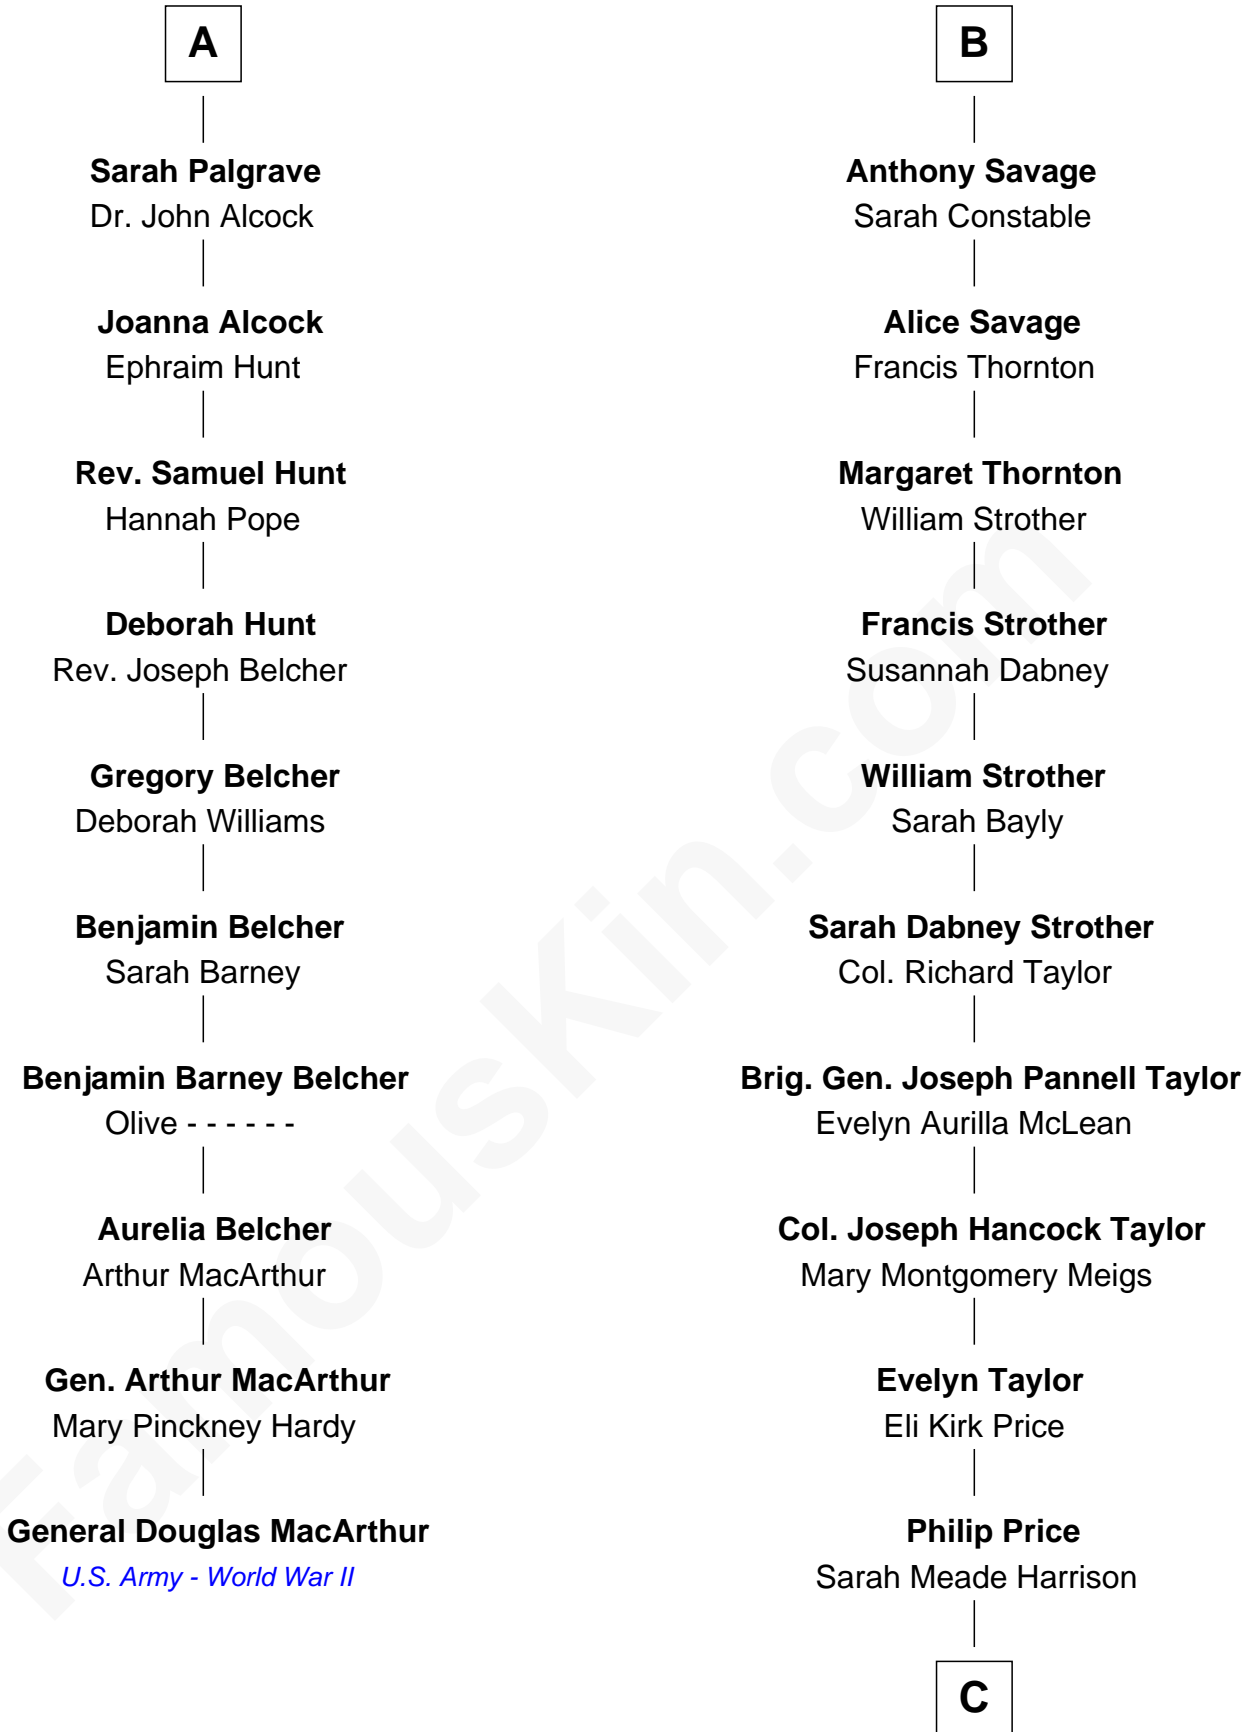 A
Sarah Palgrave
Dr. John Alcock
Joanna Alcock
Ephraim Hunt
Rev. Samuel Hunt
Hannah Pope
Deborah Hunt
Rev. Joseph Belcher
Gregory Belcher
Deborah Williams
Benjamin Belcher
Sarah Barney
Benjamin Barney Belcher
Olive - - - - - -
Aurelia Belcher
Arthur MacArthur
Gen. Arthur MacArthur
Mary Pinckney Hardy
General Douglas MacArthur
U.S. Army - World War II
B
Anthony Savage
Sarah Constable
Alice Savage
Francis Thornton
Margaret Thornton
William Strother
Francis Strother
Susannah Dabney
William Strother
Sarah Bayly
Sarah Dabney Strother
Col. Richard Taylor
Brig. Gen. Joseph Pannell Taylor
Evelyn Aurilla McLean
Col. Joseph Hancock Taylor
Mary Montgomery Meigs
Evelyn Taylor
Eli Kirk Price
Philip Price
Sarah Meade Harrison
C
FamousKin.com